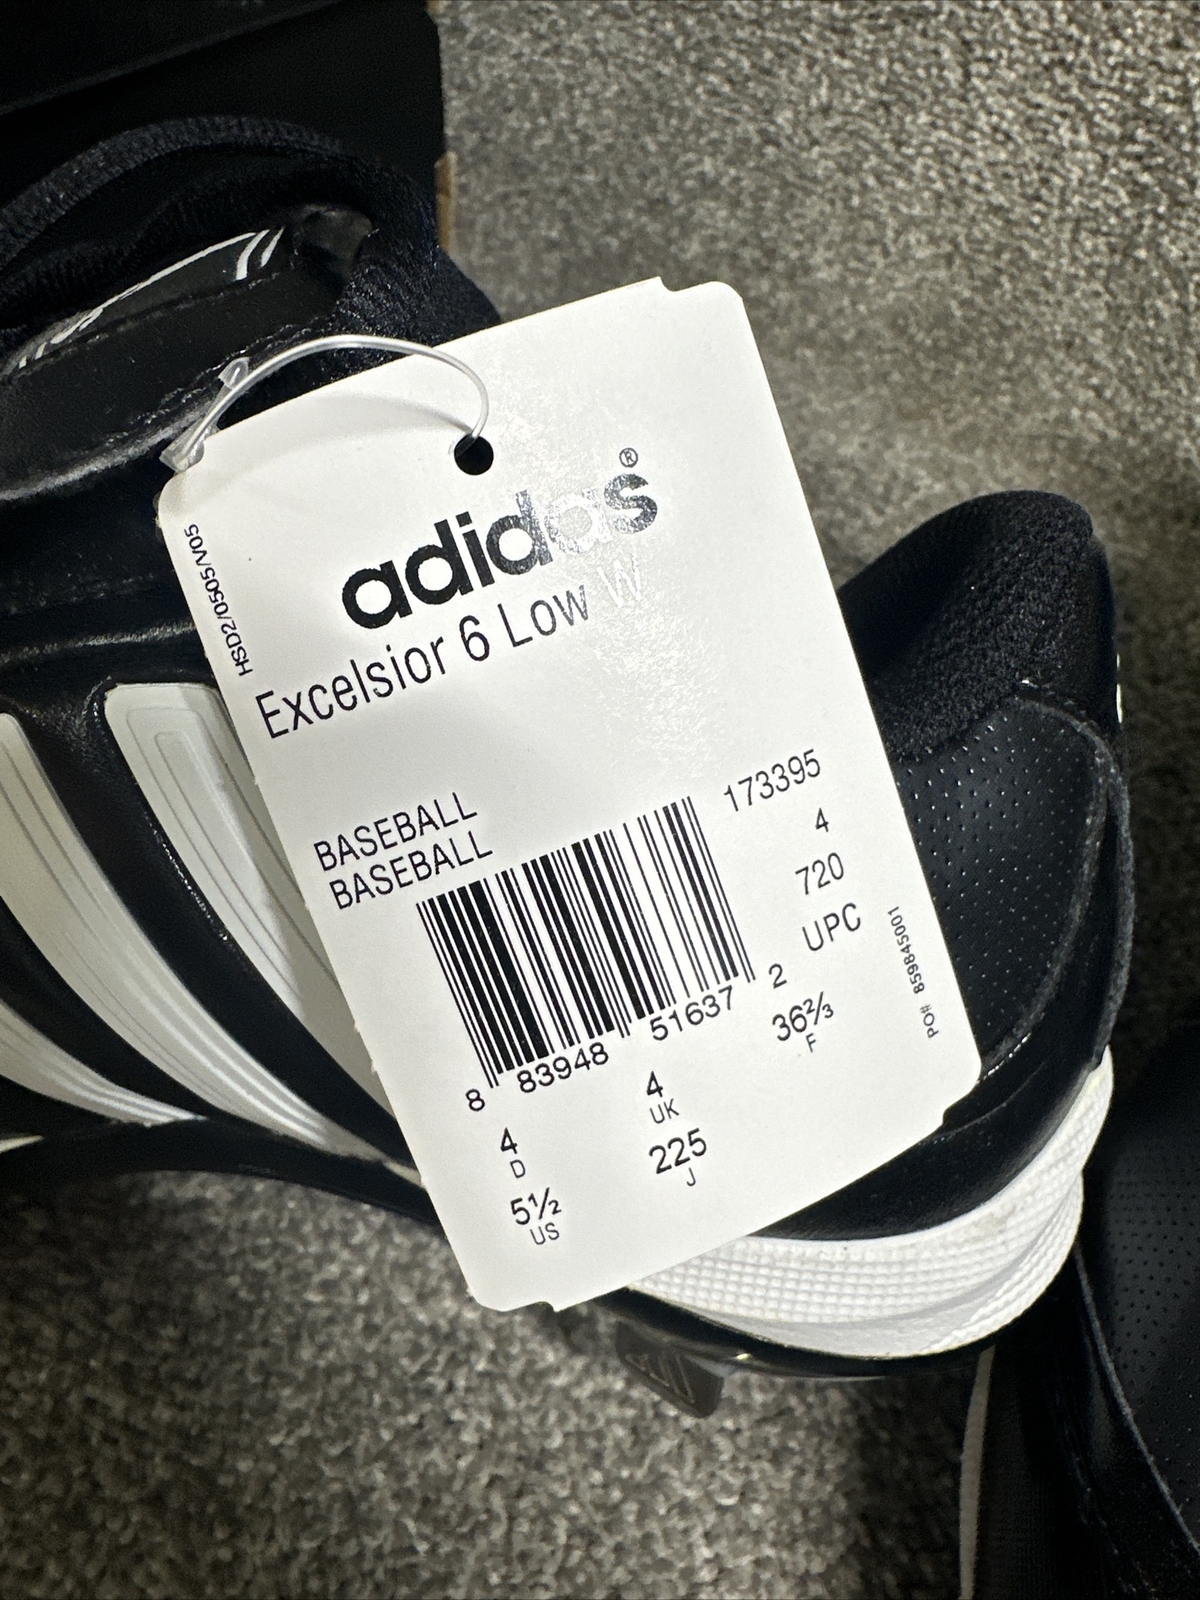 adidas®
Excelsior 6 Low W
HSD2/0505/V05
BASEBALL
BASEBALL
173395
4
720
UPC
8 83948 51637 2
36⅔
F
PO# 859845001
4
D
4
UK
5½
US
225
J